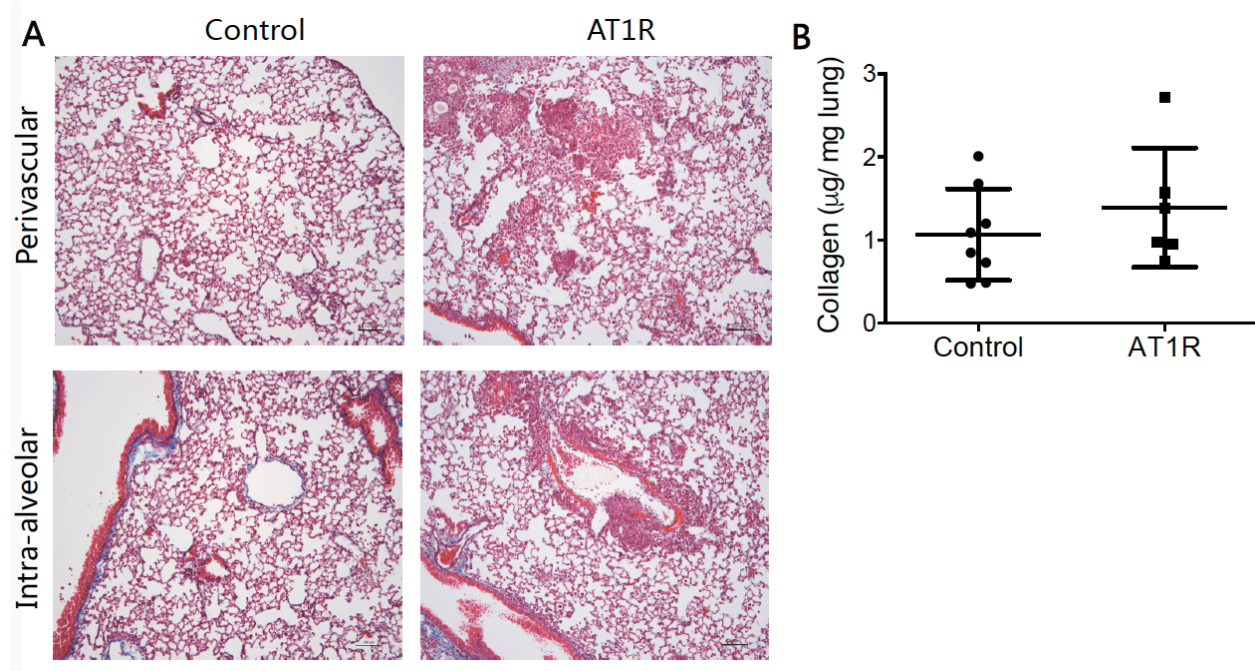 A
Control
AT1R
Perivascular
Intra-alveolar
B
Collagen (µg/ mg lung)
3
2
1
0
Control
AT1R